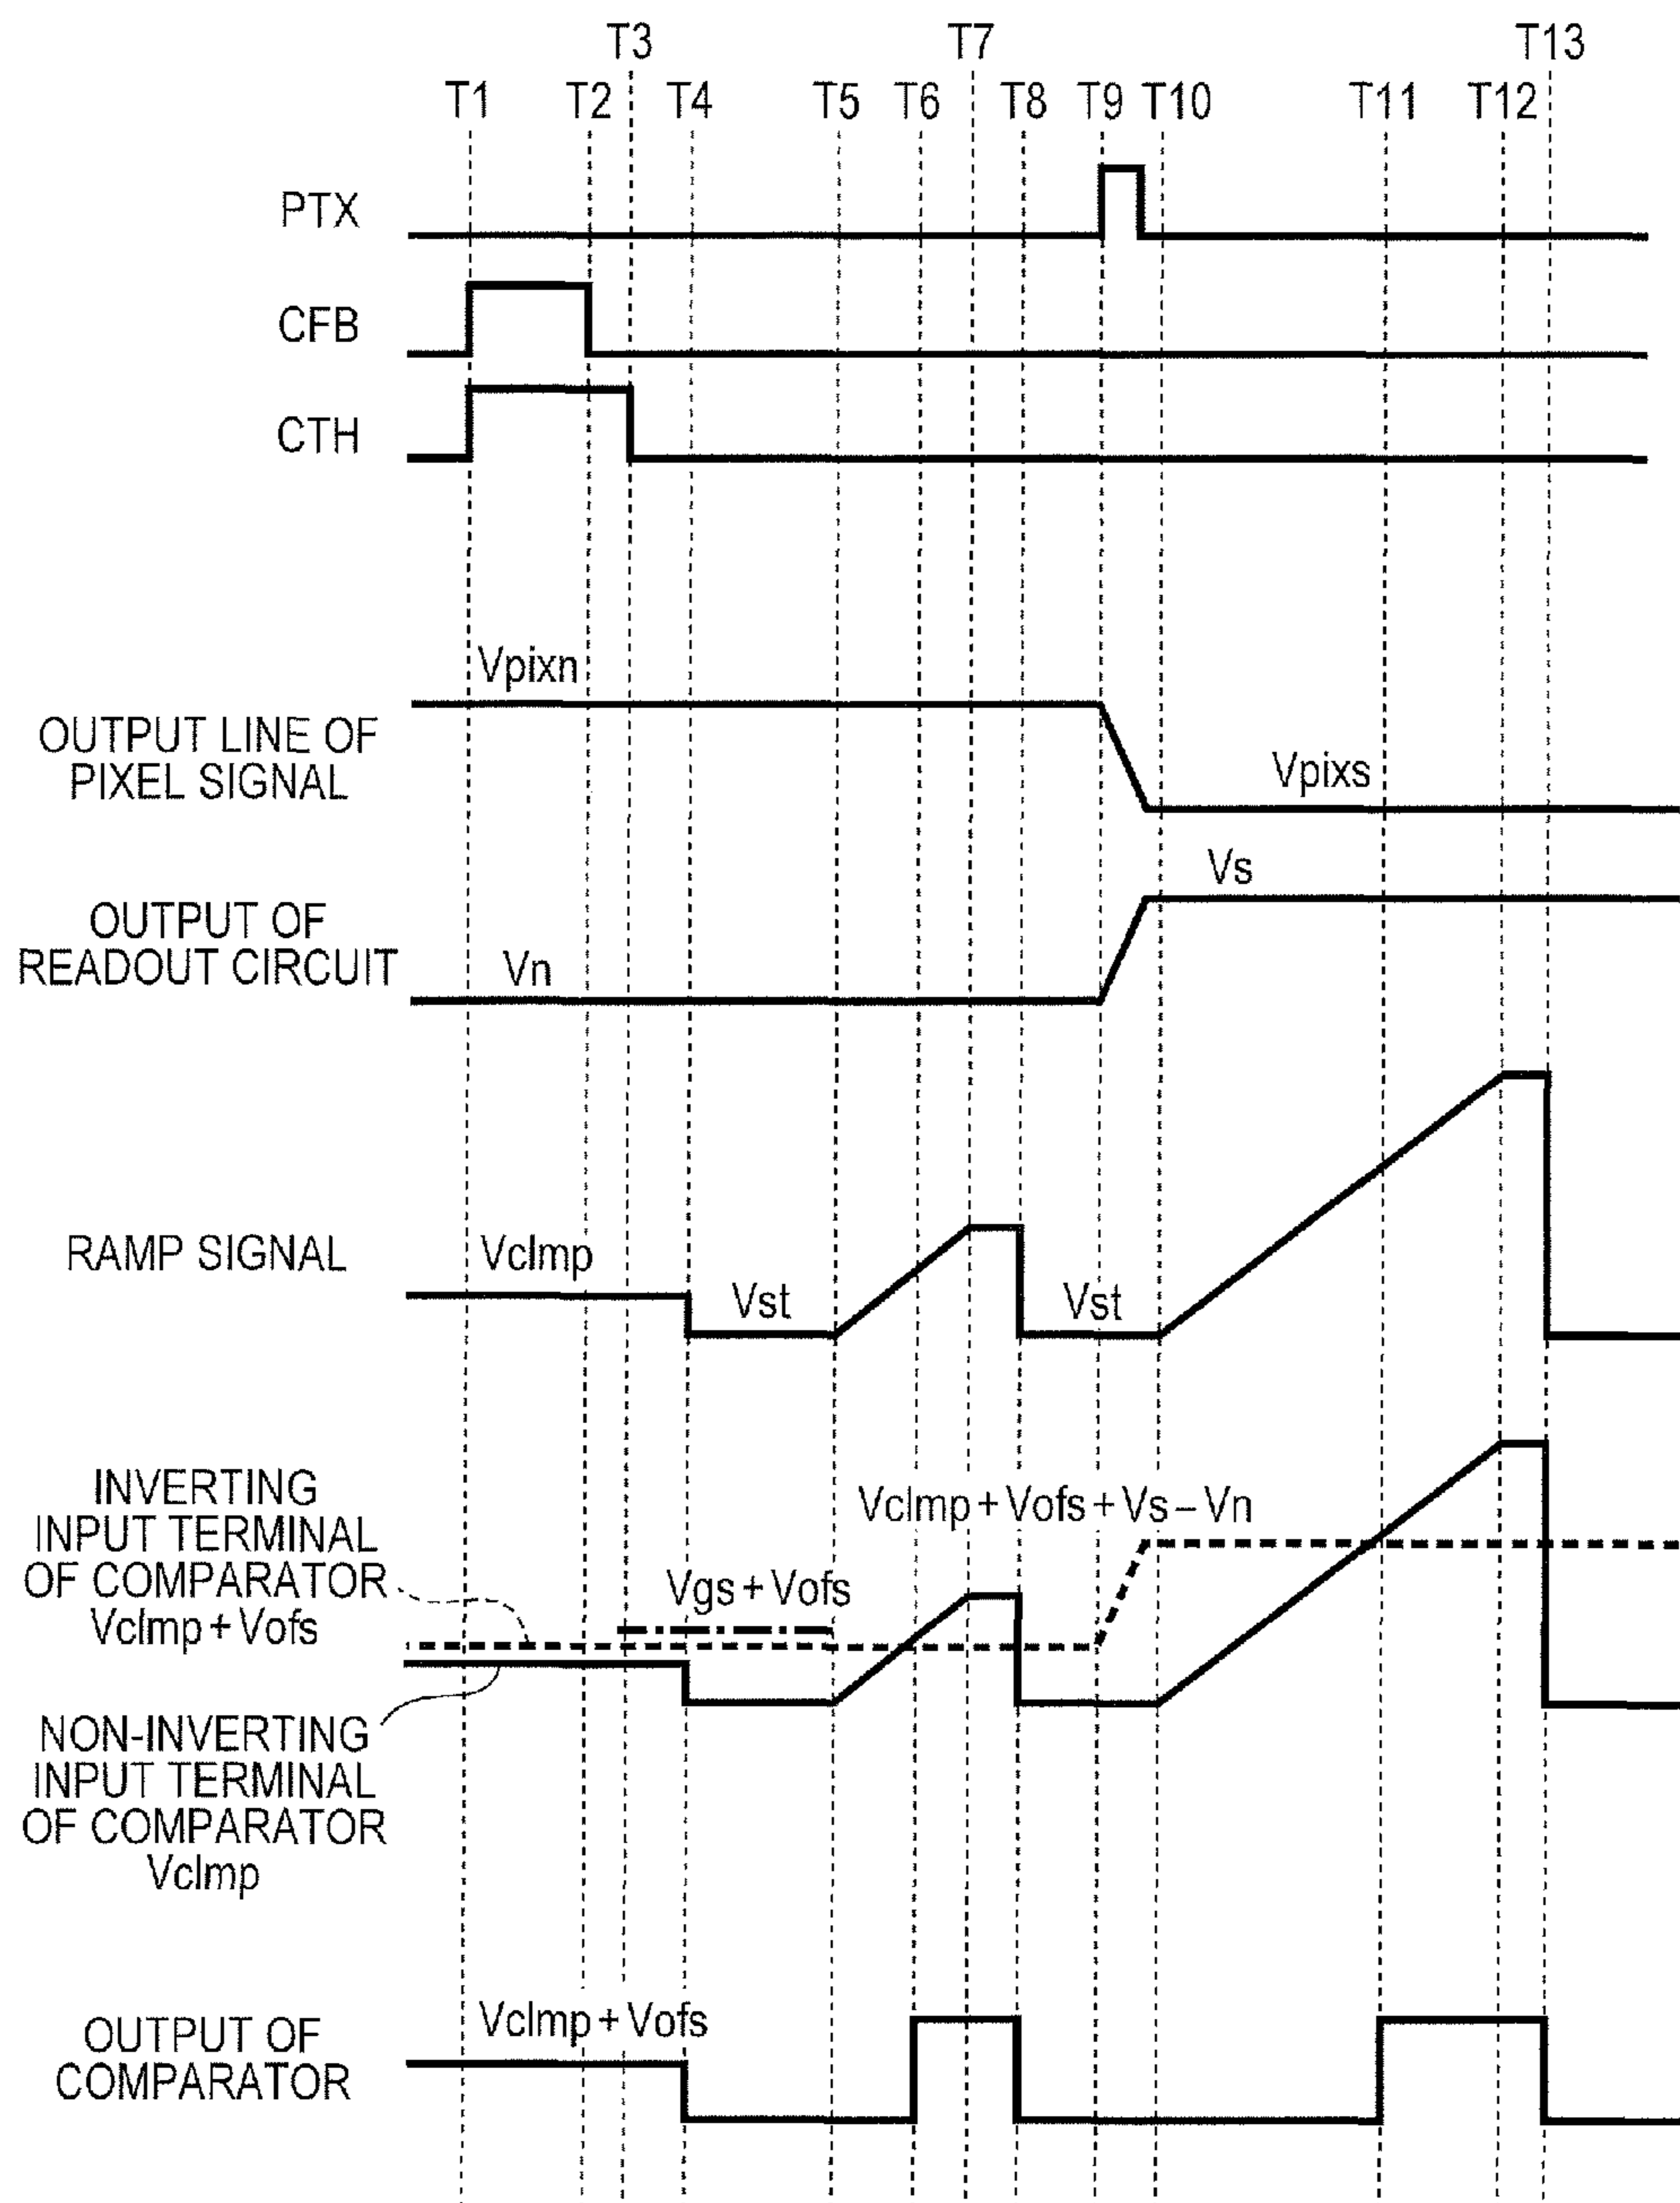 T3 T7 T13
T1 T2 T4 T5 T6 T8 T9 T10 T11 T12
PTX
CFB
CTH
Vpixn
OUTPUT LINE OF
PIXEL SIGNAL
Vpixs
Vs
OUTPUT OF
READOUT CIRCUIT
Vn
RAMP SIGNAL
Vclmp
Vst
Vst
INVERTING
INPUT TERMINAL
OF COMPARATOR
Vclmp + Vofs
Vclmp + Vofs + Vs – Vn
Vgs + Vofs
NON-INVERTING
INPUT TERMINAL
OF COMPARATOR
Vclmp
OUTPUT OF
COMPARATOR
Vclmp + Vofs